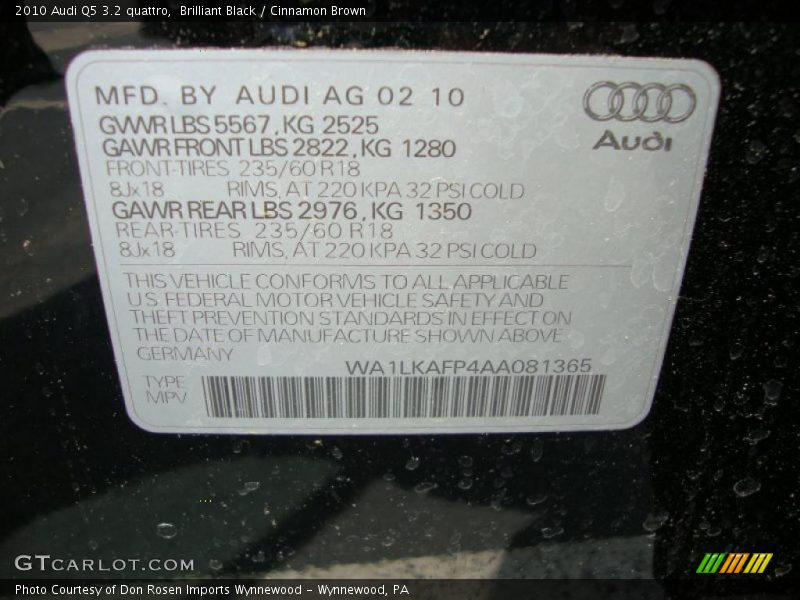 2010 Audi Q5 3.2 quattro, Brilliant Black / Cinnamon Brown
MFD. BY AUDI AG 02 10
GVWR LBS 5567, KG 2525
GAWR FRONT LBS 2822, KG 1280
FRONT-TIRES 235/60 R18
8Jx18 RIMS, AT 220 KPA 32 PSI COLD
GAWR REAR LBS 2976, KG 1350
REAR-TIRES 235/60 R18
8Jx18 RIMS, AT 220 KPA 32 PSI COLD
Audi
THIS VEHICLE CONFORMS TO ALL APPLICABLE
U.S. FEDERAL MOTOR VEHICLE SAFETY AND
THEFT PREVENTION STANDARDS IN EFFECT ON
THE DATE OF MANUFACTURE SHOWN ABOVE
GERMANY
WA1LKAFP4AA081365
TYPE
MPV
GTCARLOT.COM
Photo Courtesy of Don Rosen Imports Wynnewood - Wynnewood, PA